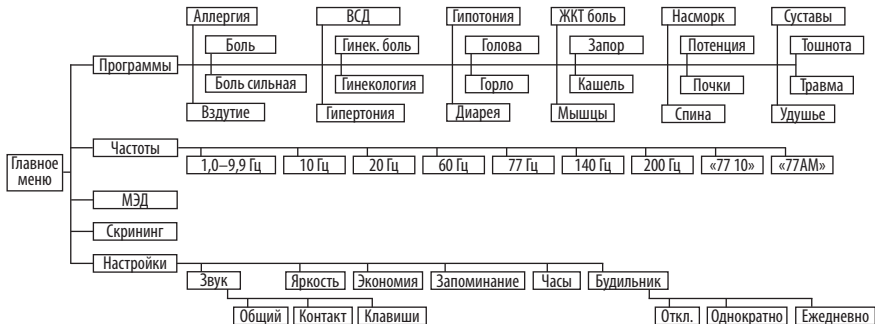 Аллергия ВСД Гипотония ЖКТ боль Насморк Суставы
Боль Гинек. боль Голова Запор Потенция Тошнота
Программы
Боль сильная Гинекология Горло Кашель Почки Травма
Вздутие Гипертония Диарея Мышцы Спина Удушье
Частоты
Главное меню
1,0–9,9 Гц 10 Гц 20 Гц 60 Гц 77 Гц 140 Гц 200 Гц «77 10» «77АМ»
МЭД
Скрининг
Настройки
Звук Яркость Экономия Запоминание Часы Будильник
Общий Контакт Клавиши Откл. Однократно Ежедневно